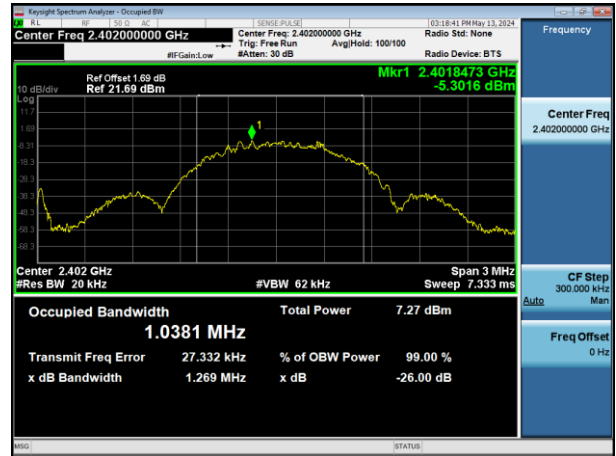 Keysight Spectrum Analyzer - Occupied BW
RL RF 50 Ω AC SENSE:PULSE 03:18:41 PM May 13, 2024
Center Freq 2.402000000 GHz
Center Freq: 2.402000000 GHz
Radio Std: None
Trig: Free Run
Avg|Hold: 100/100
#IFGain:Low
#Atten: 30 dB
Radio Device: BTS
Frequency
Ref Offset 1.69 dB
Mkr1 2.4018473 GHz
10 dB/div
Ref 21.69 dBm
-5.3016 dBm
Log
11.7
1.69
-8.31
-18.3
-28.3
-38.3
-48.3
-58.3
-68.3
1
Center 2.402 GHz
Span 3 MHz
#Res BW 20 kHz
#VBW 62 kHz
Sweep 7.333 ms
Center Freq
2.402000000 GHz
CF Step
300.000 kHz
Auto Man
Freq Offset
0 Hz
Occupied Bandwidth
Total Power 7.27 dBm
1.0381 MHz
Transmit Freq Error 27.332 kHz % of OBW Power 99.00 %
x dB Bandwidth 1.269 MHz x dB -26.00 dB
MSG STATUS